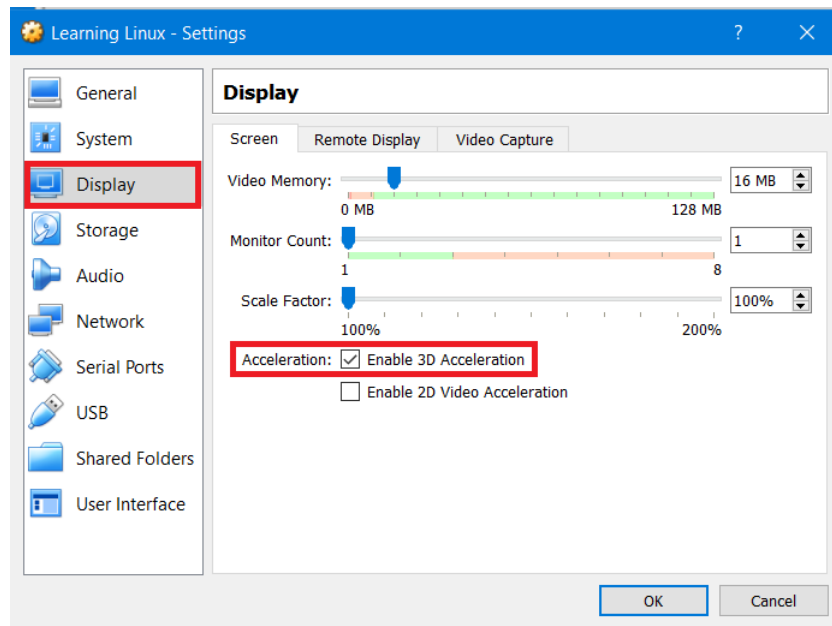 Learning Linux - Settings
?
General
System
Display
Storage
Audio
Network
Serial Ports
USB
Shared Folders
User Interface
Display
Screen Remote Display Video Capture
Video Memory: 16 MB
0 MB 128 MB
Monitor Count: 1
1 8
Scale Factor: 100%
100% 200%
Acceleration: Enable 3D Acceleration
Enable 2D Video Acceleration
OK Cancel